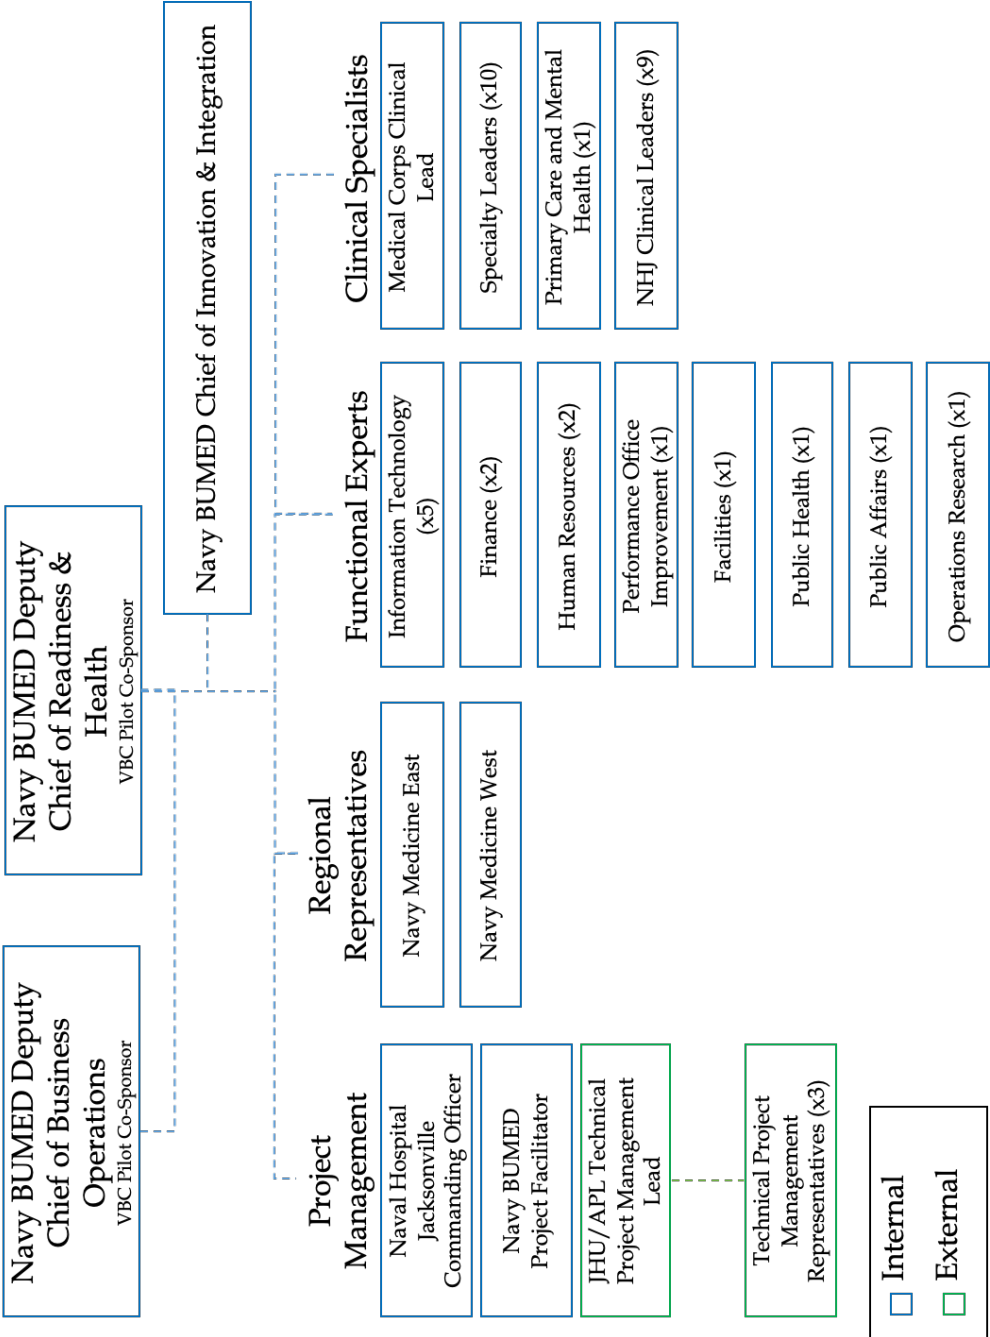 Navy BUMED Deputy
Chief of Business
Operations
VBC Pilot Co-Sponsor
Navy BUMED Deputy
Chief of Readiness &
Health
VBC Pilot Co-Sponsor
Navy BUMED Chief of Innovation & Integration
Project
Management
Naval Hospital
Jacksonville
Commanding Officer
Navy BUMED
Project Facilitator
JHU/APL Technical
Project Management
Lead
Technical Project
Management
Representatives (x3)
Regional
Representatives
Navy Medicine East
Navy Medicine West
Functional Experts
Information Technology
(x5)
Finance (x2)
Human Resources (x2)
Performance Office
Improvement (x1)
Facilities (x1)
Public Health (x1)
Public Affairs (x1)
Operations Research (x1)
Clinical Specialists
Medical Corps Clinical
Lead
Specialty Leaders (x10)
Primary Care and Mental
Health (x1)
NHJ Clinical Leaders (x9)
Internal
External